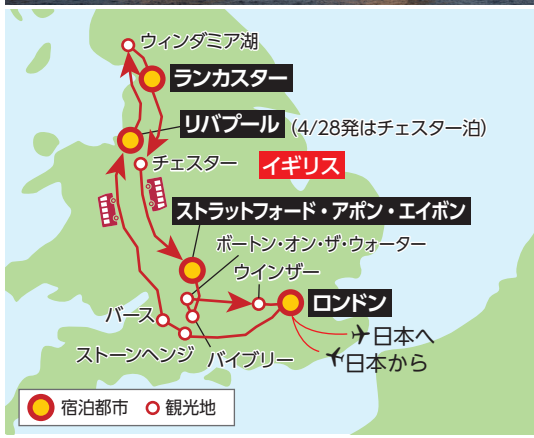 ウィンダミア湖
ランカスター
リバプール (4/28発はチェスター泊)
チェスター
イギリス
ストラットフォード・アポン・エイボン
ボートン・オン・ザ・ウォーター
ウインザー
ロンドン
バース
ストーンヘンジ
バイブリー
日本へ
日本から
宿泊都市 観光地